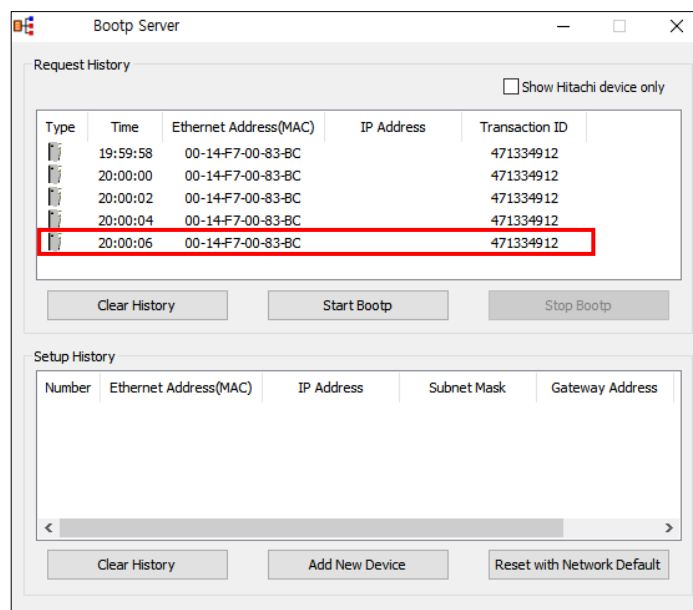 Bootp Server
Request History
Show Hitachi device only
Type Time Ethernet Address(MAC) IP Address Transaction ID
19:59:58 00-14-F7-00-83-BC 471334912
20:00:00 00-14-F7-00-83-BC 471334912
20:00:02 00-14-F7-00-83-BC 471334912
20:00:04 00-14-F7-00-83-BC 471334912
20:00:06 00-14-F7-00-83-BC 471334912
Clear History Start Bootp Stop Bootp
Setup History
Number Ethernet Address(MAC) IP Address Subnet Mask Gateway Address
Clear History Add New Device Reset with Network Default